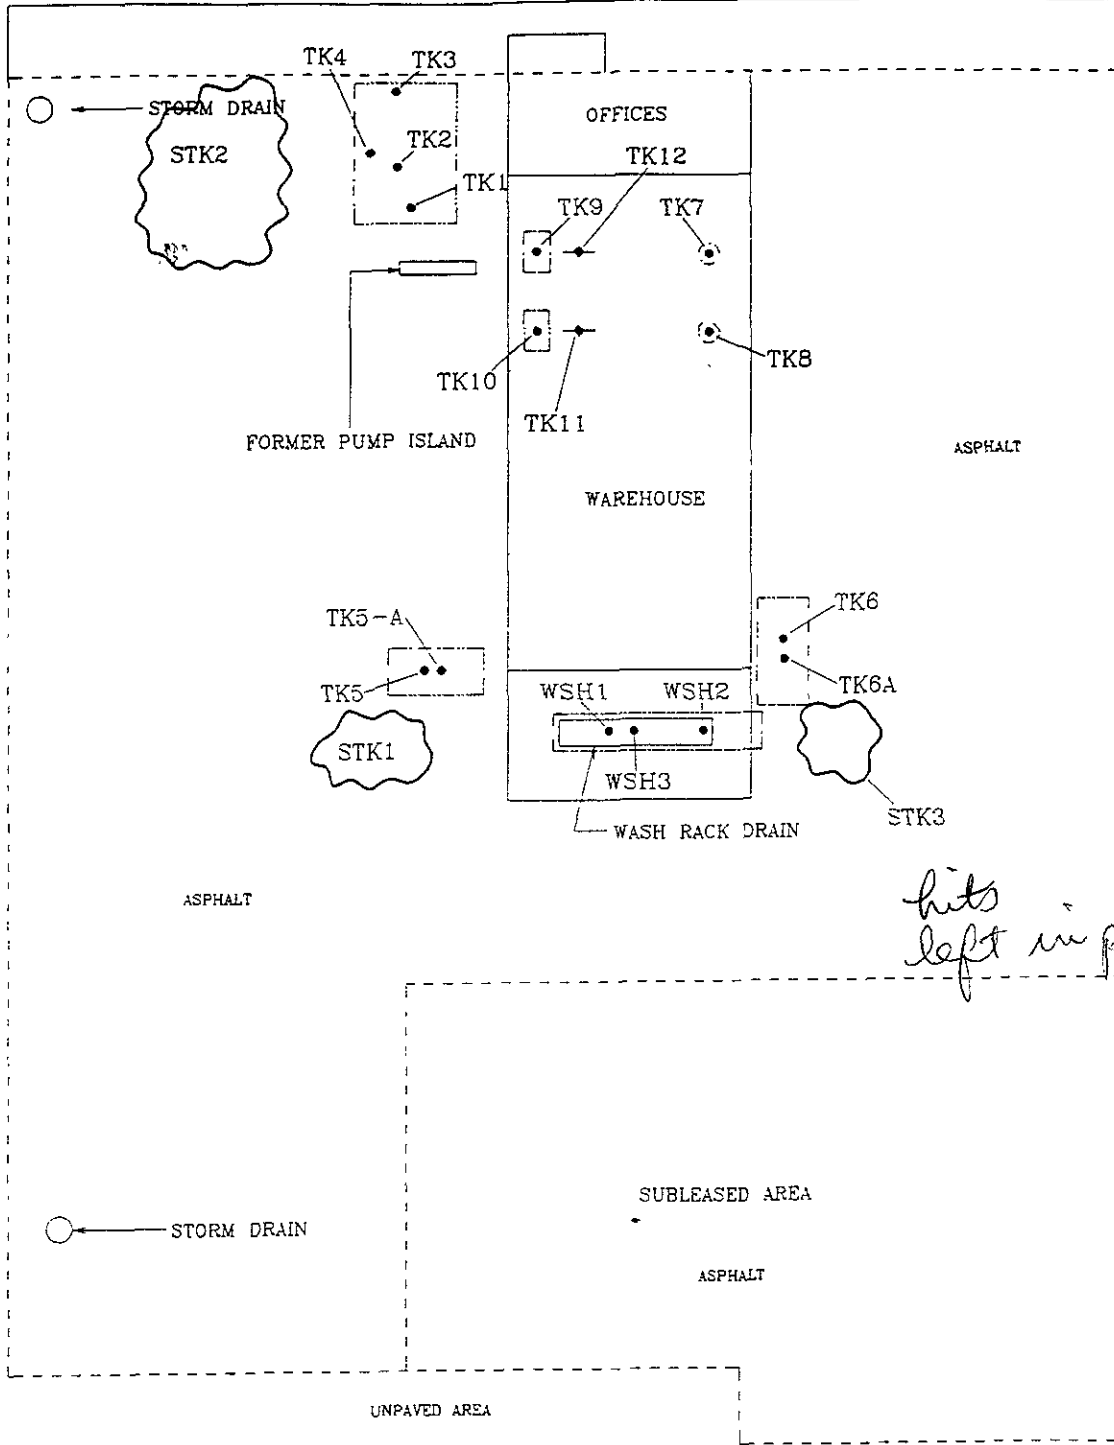 TK4
TK3
STORM DRAIN
OFFICES
STK2
TK2
TK12
TK1
TK9
TK7
TK10
TK8
TK11
FORMER PUMP ISLAND
ASPHALT
WAREHOUSE
TK6
TK5-A
TK5
TK6A
WSH1
WSH2
STK1
WSH3
STK3
WASH RACK DRAIN
ASPHALT
hits
left in
SUBLEASED AREA
STORM DRAIN
ASPHALT
UNPAVED AREA